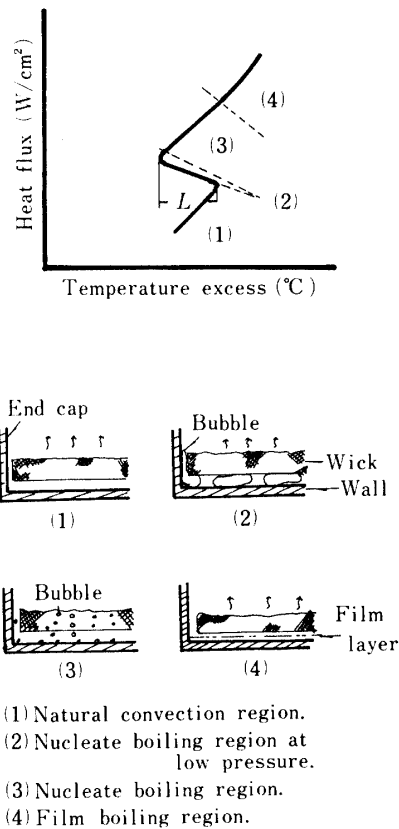 Heat flux (W/cm²)
(4)
(3)
L
(2)
(1)
Temperature excess (℃)
End cap
Bubble
Wick
Wall
(1)
(2)
Bubble
Film
layer
(3)
(4)
(1) Natural convection region.
(2) Nucleate boiling region at
low pressure.
(3) Nucleate boiling region.
(4) Film boiling region.